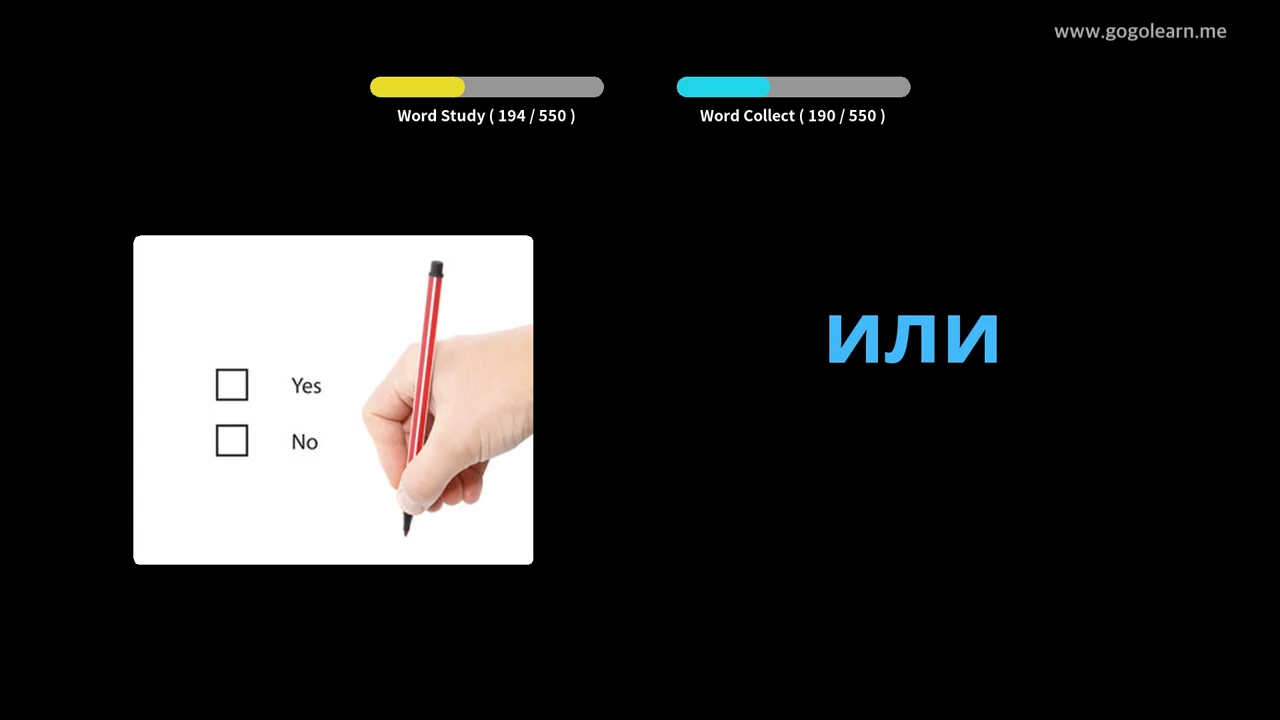 www.gogolearn.me
Word Study ( 194 / 550 )
Word Collect ( 190 / 550 )
или
Yes
No